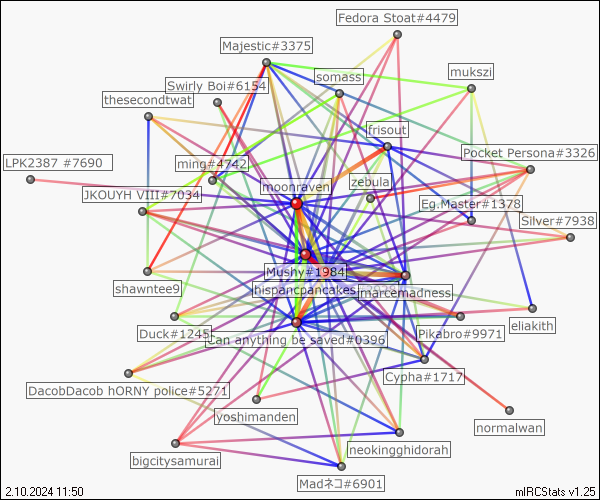 Fedora Stoat#4479
Majestic#3375
somass
mukszi
Swirly Boi#6154
thesecondtwat
frisout
Pocket Persona#3326
LPK2387 #7690
ming#4742
moonraven
zebula
JKOUYH VIII#7034
Eg.Master#1378
Silver#7938
Mushy#1984
shawntee9
hispancpancakes
marcemadness
Duck#1245
Can anything be saved#0396
Pikabro#9971
eliakith
Cypha#1717
DacobDacob hORNY police#5271
yoshimanden
normalwan
neokingghidorah
bigcitysamurai
Madネコ#6901
2.10.2024 11:50
mIRCStats v1.25